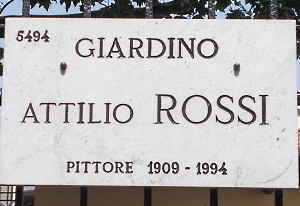 5494
GIARDINO
ATTILIO ROSSI
PITTORE 1909 - 1994